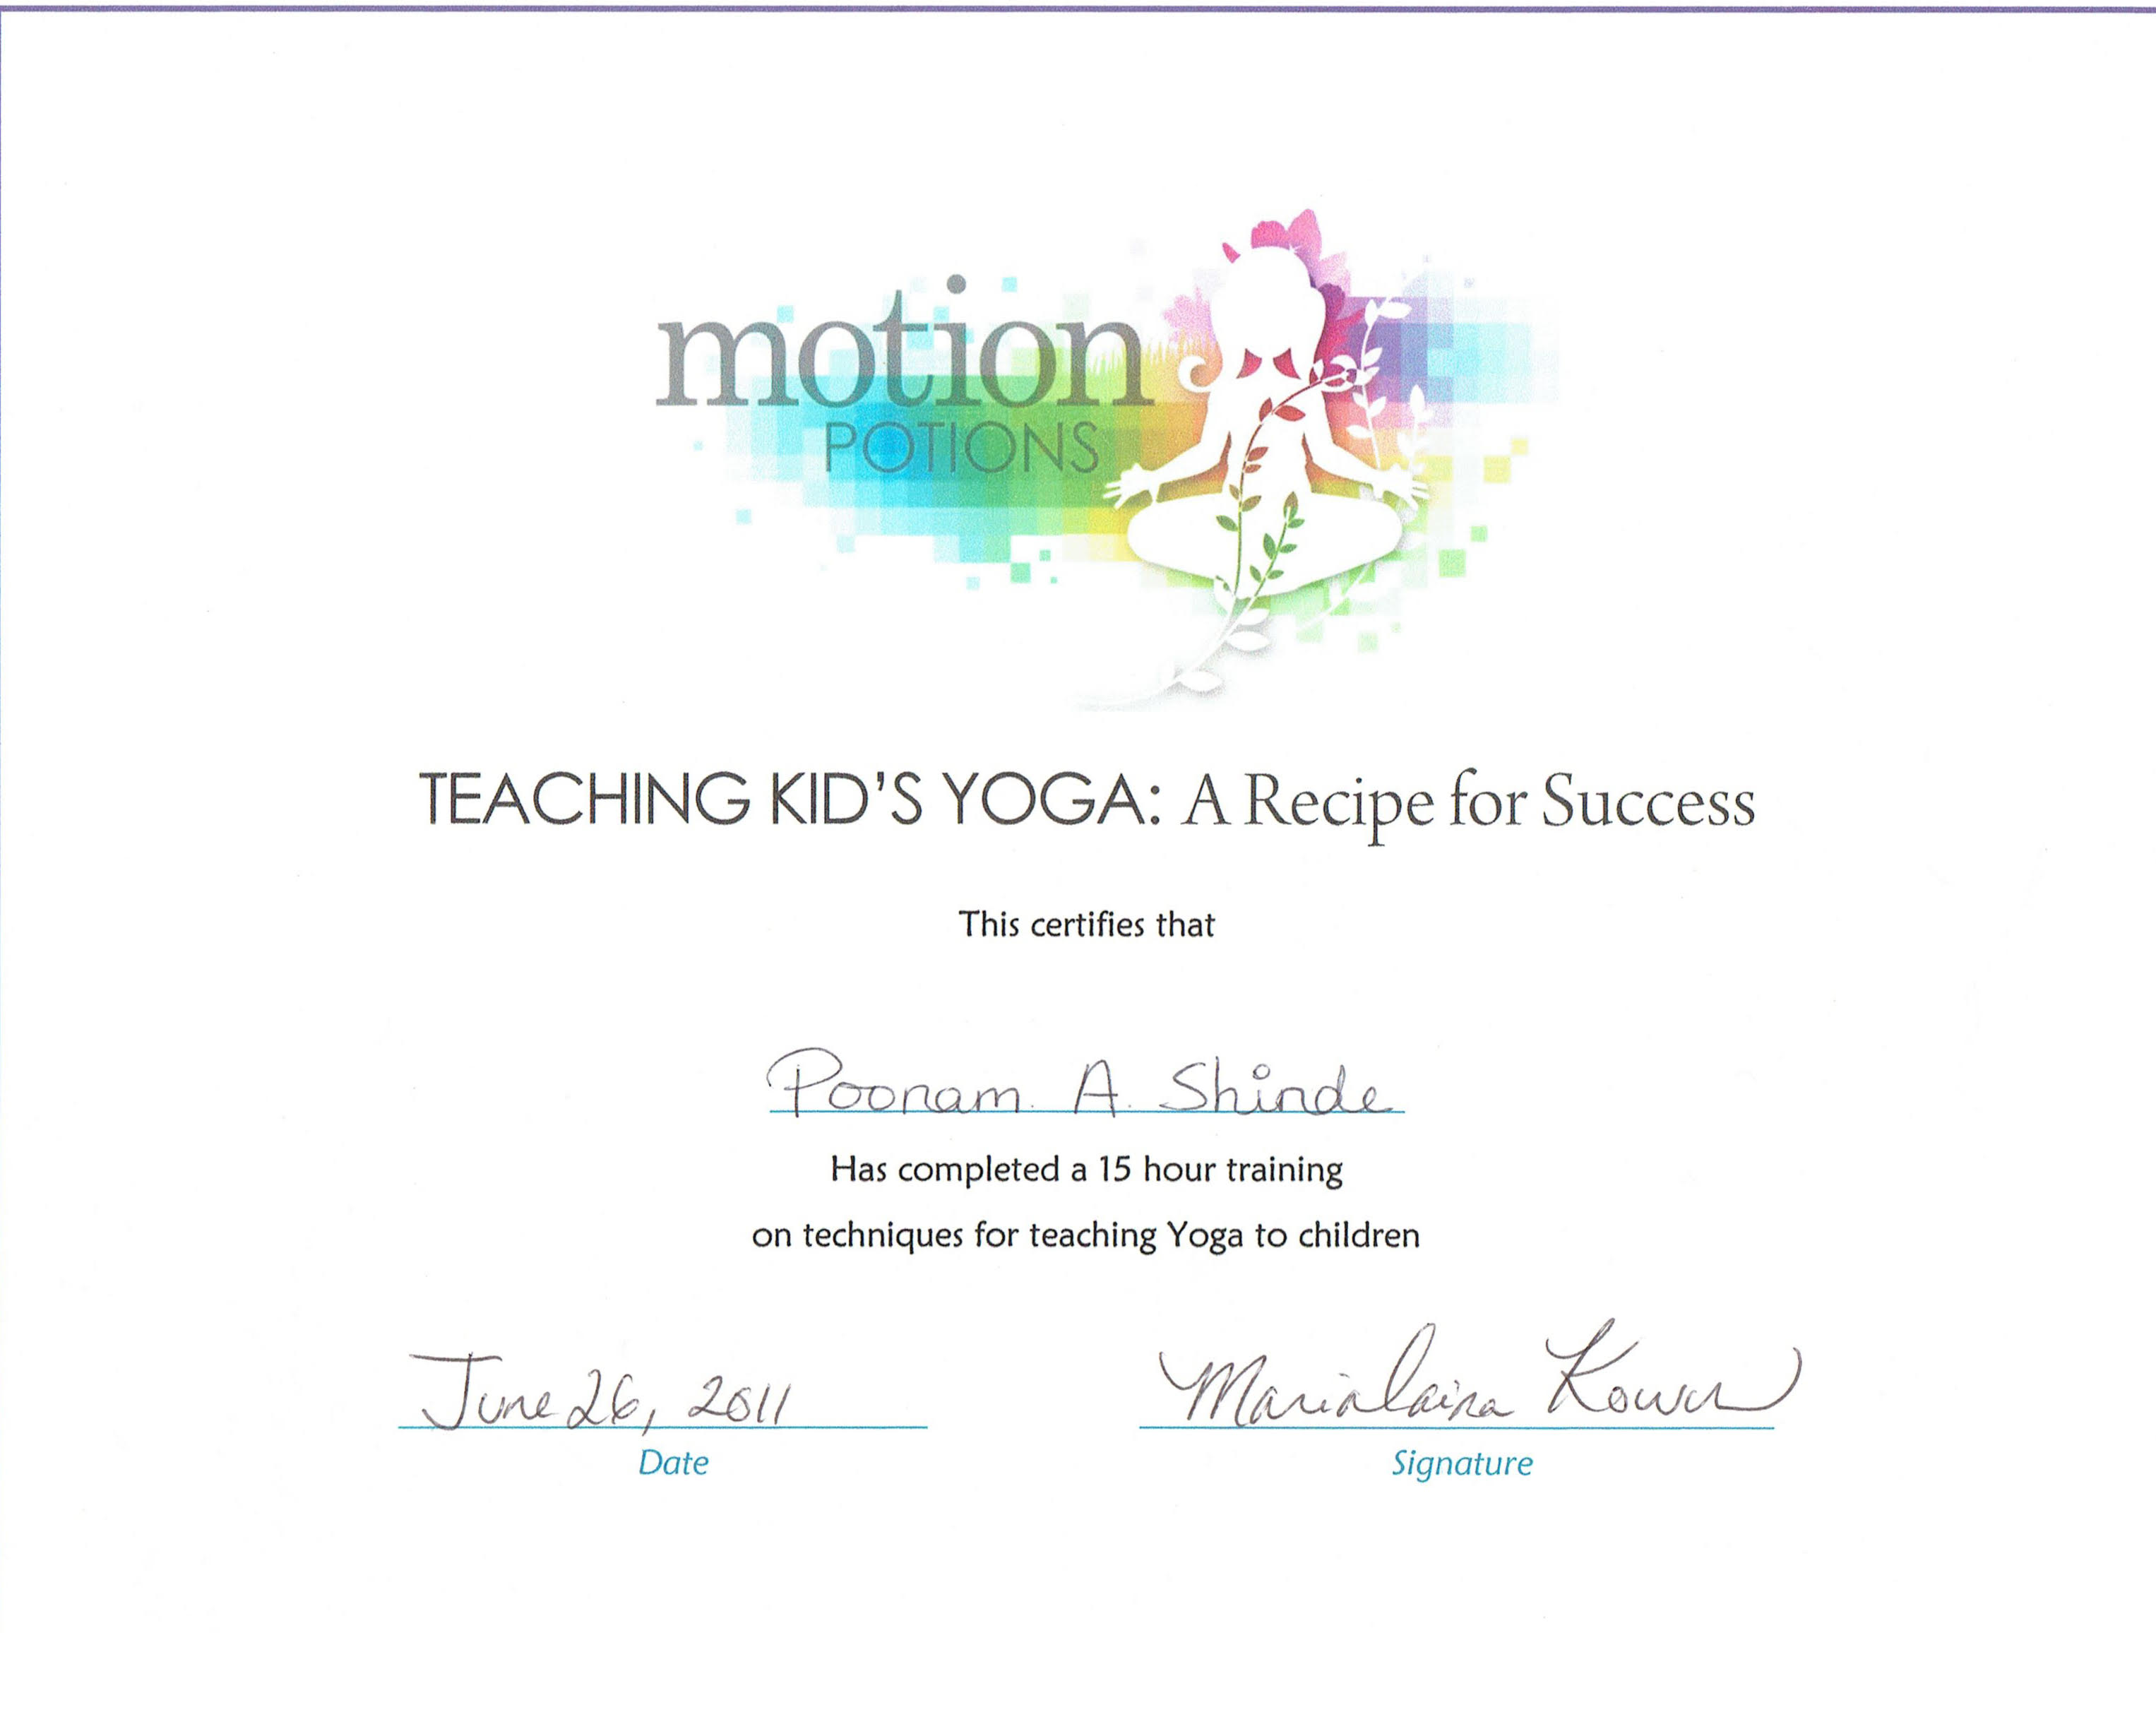 motion
POTIONS
TEACHING KID'S YOGA: A Recipe for Success
This certifies that
Poonam. A. Shinde
Has completed a 15 hour training
on techniques for teaching Yoga to children
June 26, 2011
Date
Marialaina
Signature